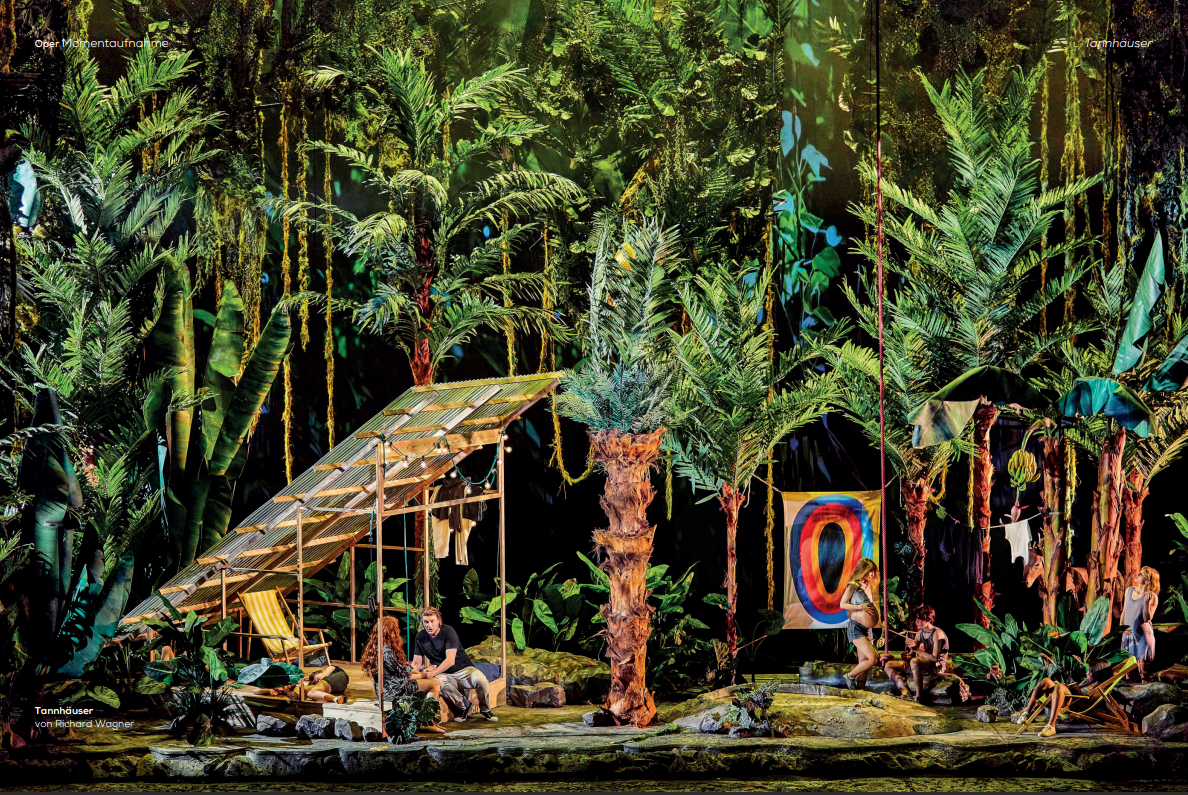 Oper Momentaufnahme
Tannhäuser
Tannhäuser
von Richard Wagner